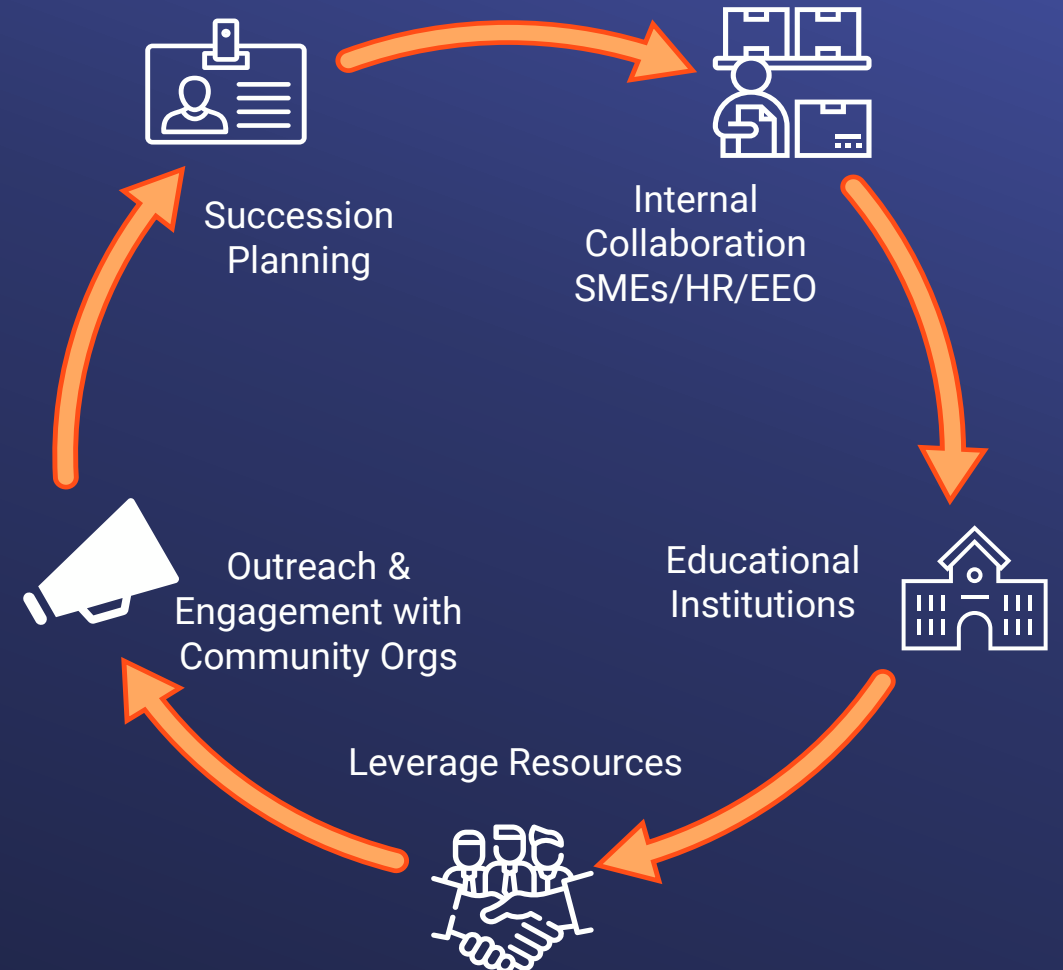 Succession
Planning
Internal
Collaboration
SMEs/HR/EEO
Educational
Institutions
Leverage Resources
Outreach &
Engagement with
Community Orgs